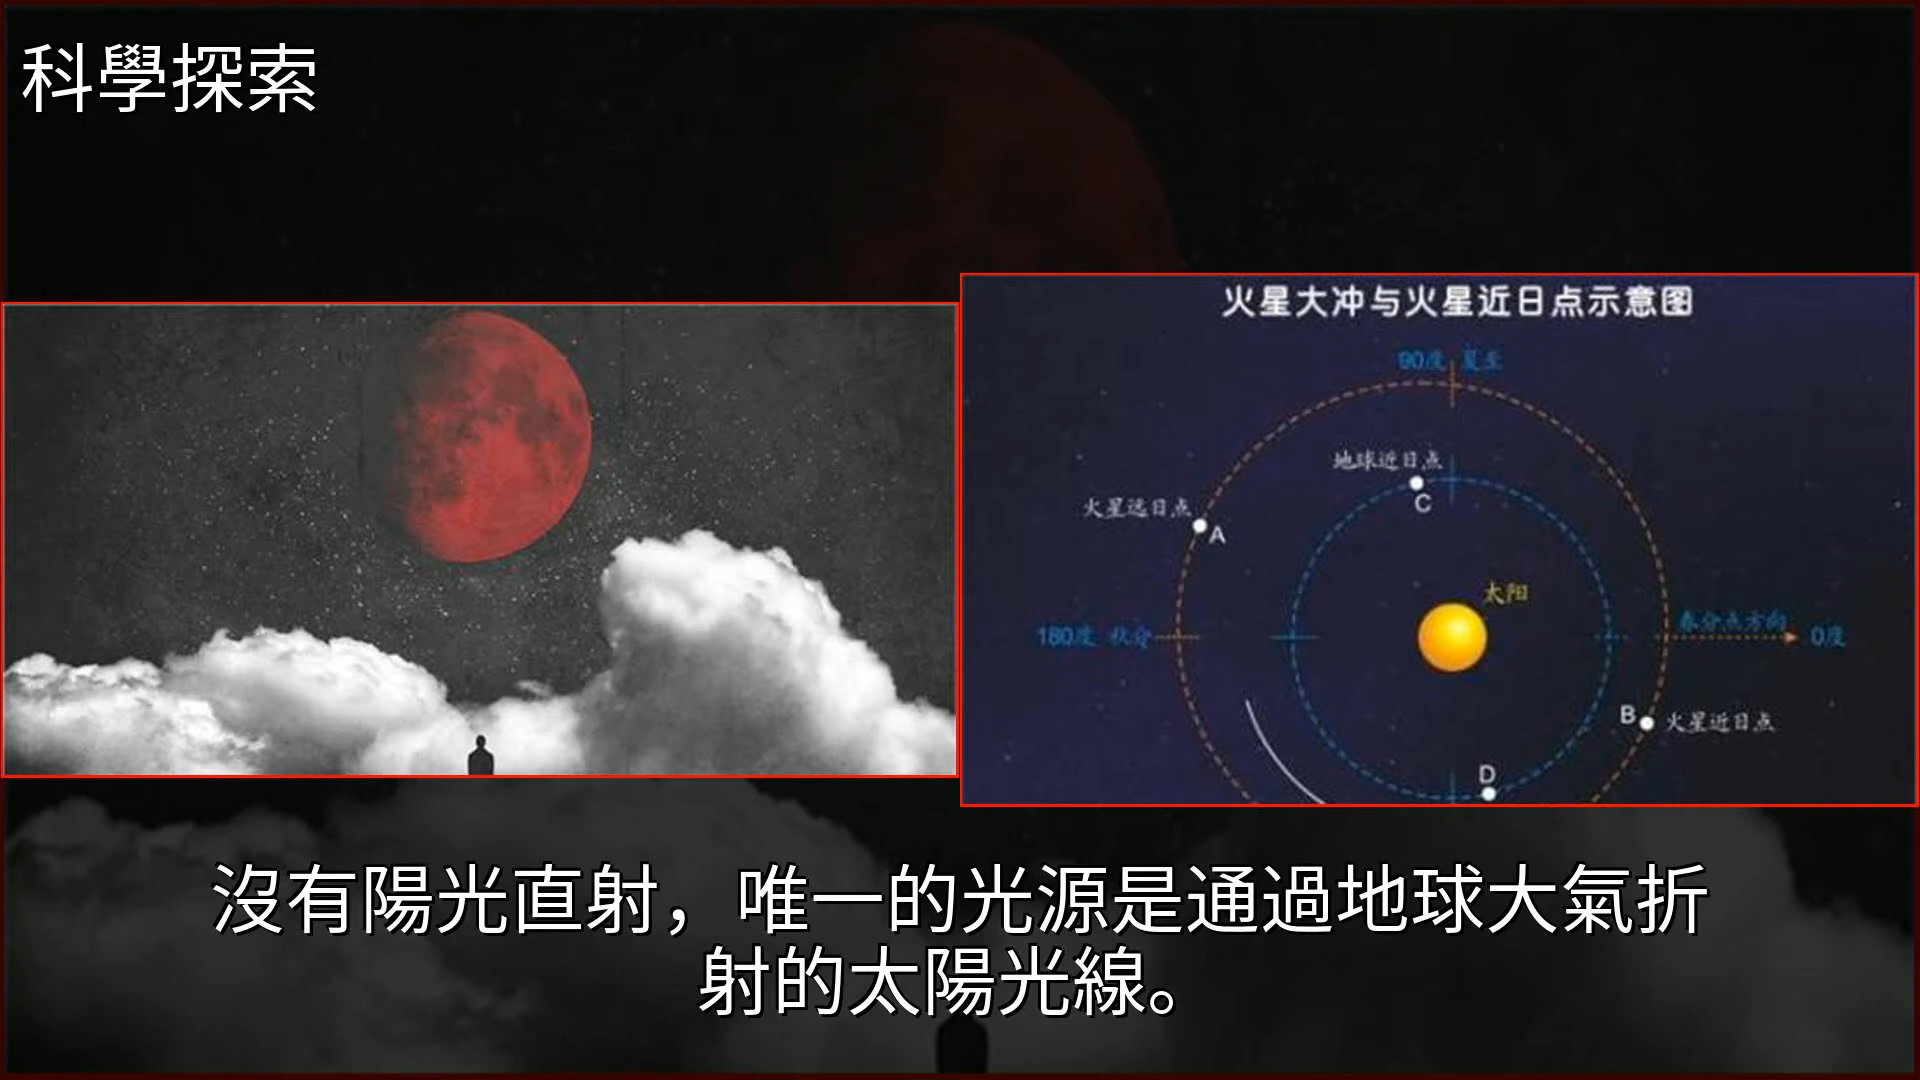 科學探索
火星大冲与火星近日点示意图
90度 夏至
地球近日点
C
火星远日点
A
太阳
180度 秋分
春分点方向
0度
B
火星近日点
D
沒有陽光直射，唯一的光源是通過地球大氣折
射的太陽光線。